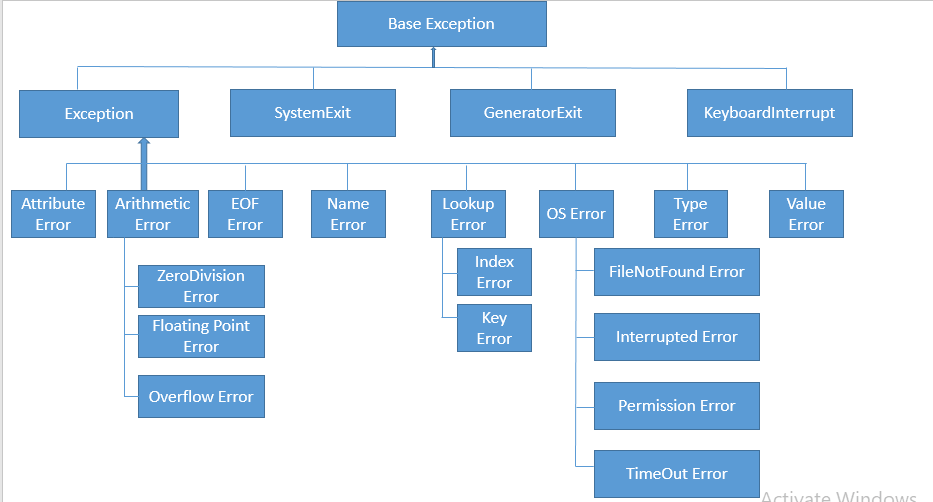 Base Exception
Exception
SystemExit
GeneratorExit
KeyboardInterrupt
Attribute
Error
Arithmetic
Error
EOF
Error
Name
Error
Lookup
Error
OS Error
Type
Error
Value
Error
ZeroDivision
Error
Floating Point
Error
Overflow Error
Index
Error
Key
Error
FileNotFound Error
Interrupted Error
Permission Error
TimeOut Error
Activate Windows